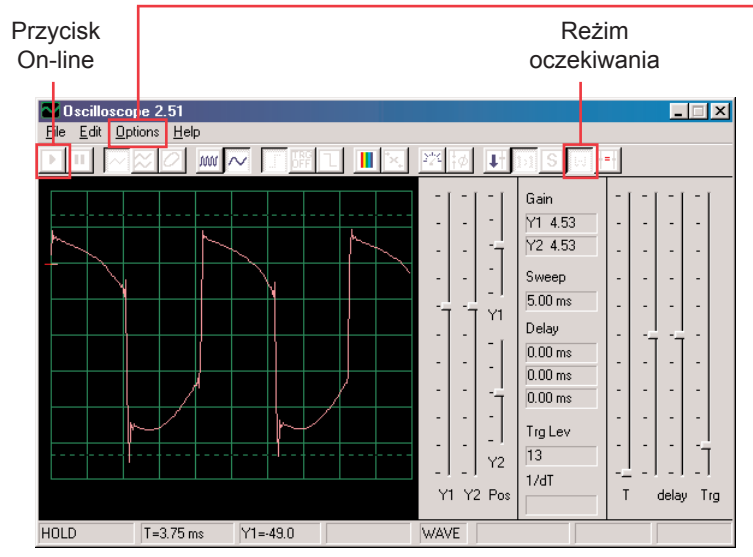 Przycisk
On-line
Reżim
oczekiwania
Oscilloscope 2.51
File Edit Options Help
TRG
OFF
S
Gain
Y1 4.53
Y2 4.53
Sweep
5.00 ms
Delay
0.00 ms
0.00 ms
0.00 ms
Trg Lev
13
1/dT
Y1
Y2
Y1 Y2 Pos
T delay Trg
HOLD T=3.75 ms Y1=-49.0 WAVE